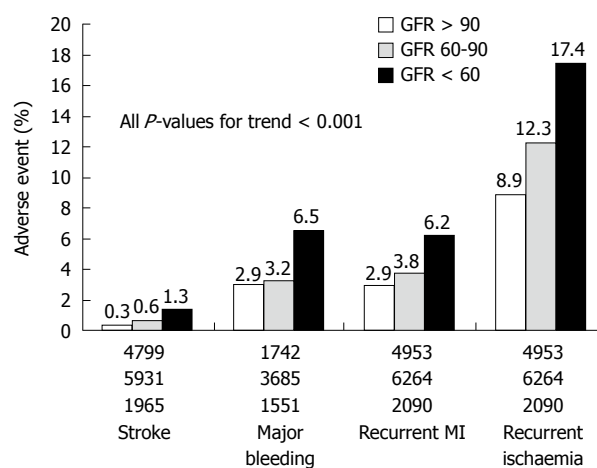 GFR > 90
GFR 60-90
GFR < 60
All P-values for trend < 0.001
Adverse event (%)
20
18
16
14
12
10
8
6
4
2
0
0.3 0.6 1.3
2.9 3.2 6.5
2.9 3.8 6.2
8.9 12.3 17.4
4799 1742 4953 4953
5931 3685 6264 6264
1965 1551 2090 2090
Stroke Major Recurrent MI Recurrent
bleeding ischaemia